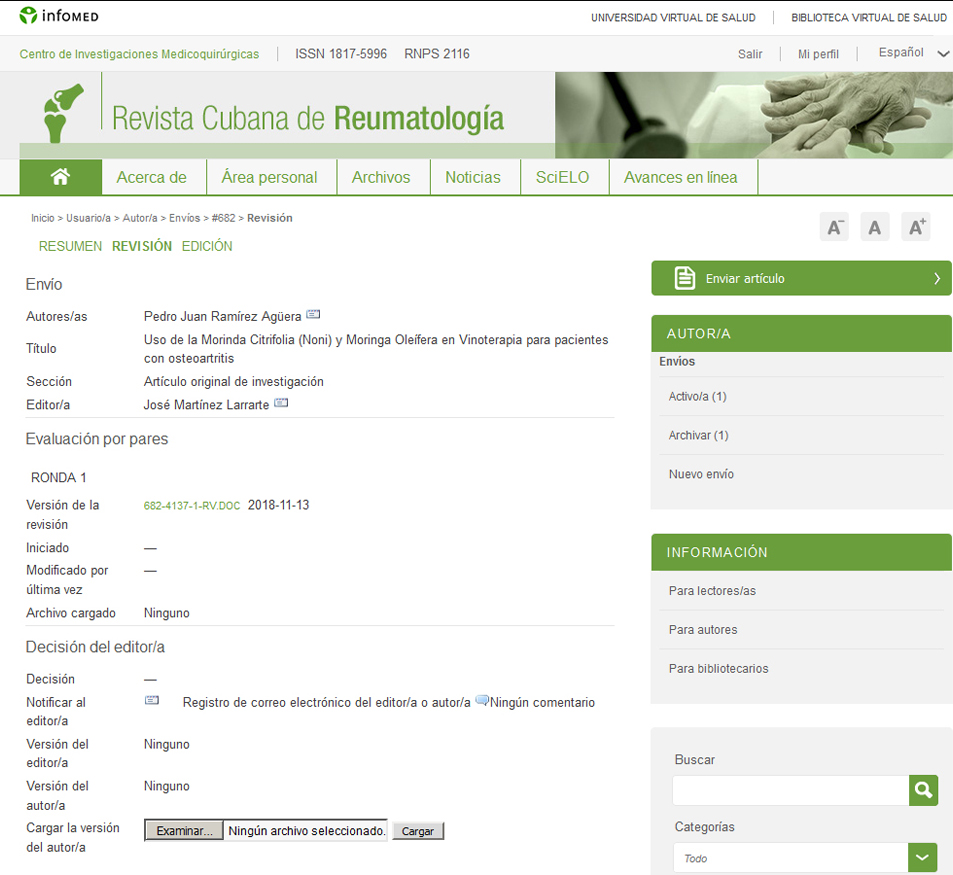 infoMED
UNIVERSIDAD VIRTUAL DE SALUD
BIBLIOTECA VIRTUAL DE SALUD
Centro de Investigaciones Medicoquirúrgicas
ISSN 1817-5996 RNPS 2116
Salir
Mi perfil
Español
Revista Cubana de Reumatología
Acerca de
Área personal
Archivos
Noticias
SciELO
Avances en línea
Inicio > Usuario/a > Autor/a > Envíos > #682 > Revisión
A- A A+
RESUMEN REVISIÓN EDICIÓN
Envío
Autores/as Pedro Juan Ramírez Agüera
Título Uso de la Morinda Citrifolia (Noni) y Moringa Oleífera en Vinoterapia para pacientes
con osteoartritis
Sección Artículo original de investigación
Editor/a José Martínez Larrarte
Evaluación por pares
RONDA 1
Versión de la
revisión
682-4137-1-RV.DOC 2018-11-13
Iniciado —
Modificado por
última vez
—
Archivo cargado Ninguno
Decisión del editor/a
Decisión —
Notificar al
editor/a
Registro de correo electrónico del editor/a o autor/a Ningún comentario
Versión del
editor/a
Ninguno
Versión del
autor/a
Ninguno
Cargar la versión
del autor/a
Examinar... Ningún archivo seleccionado. Cargar
Enviar artículo
AUTOR/A
Envíos
Activo/a (1)
Archivar (1)
Nuevo envío
INFORMACIÓN
Para lectores/as
Para autores
Para bibliotecarios
Buscar
Categorías
Todo